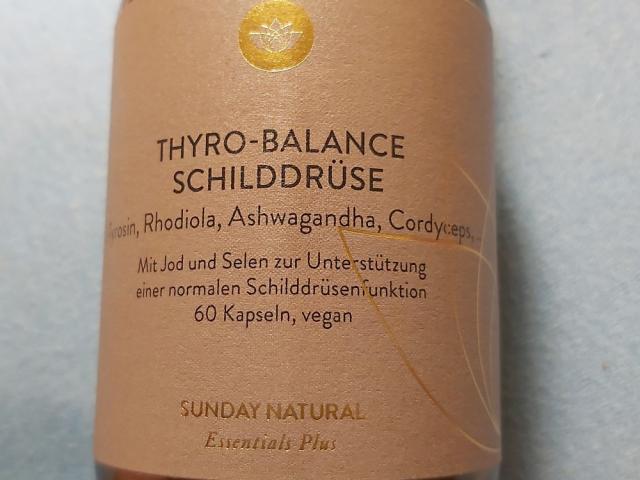 THYRO-BALANCE
SCHILDDRÜSE
Tyrosin, Rhodiola, Ashwagandha, Cordyceps, ..
Mit Jod und Selen zur Unterstützung
einer normalen Schilddrüsenfunktion
60 Kapseln, vegan
SUNDAY NATURAL
Essentials Plus